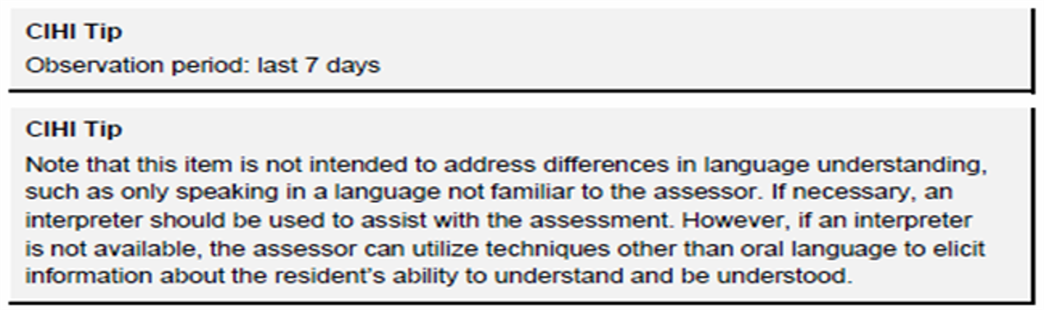 CIHI Tip
Observation period: last 7 days
CIHI Tip
Note that this item is not intended to address differences in language understanding,
such as only speaking in a language not familiar to the assessor. If necessary, an
interpreter should be used to assist with the assessment. However, if an interpreter
is not available, the assessor can utilize techniques other than oral language to elicit
information about the resident's ability to understand and be understood.